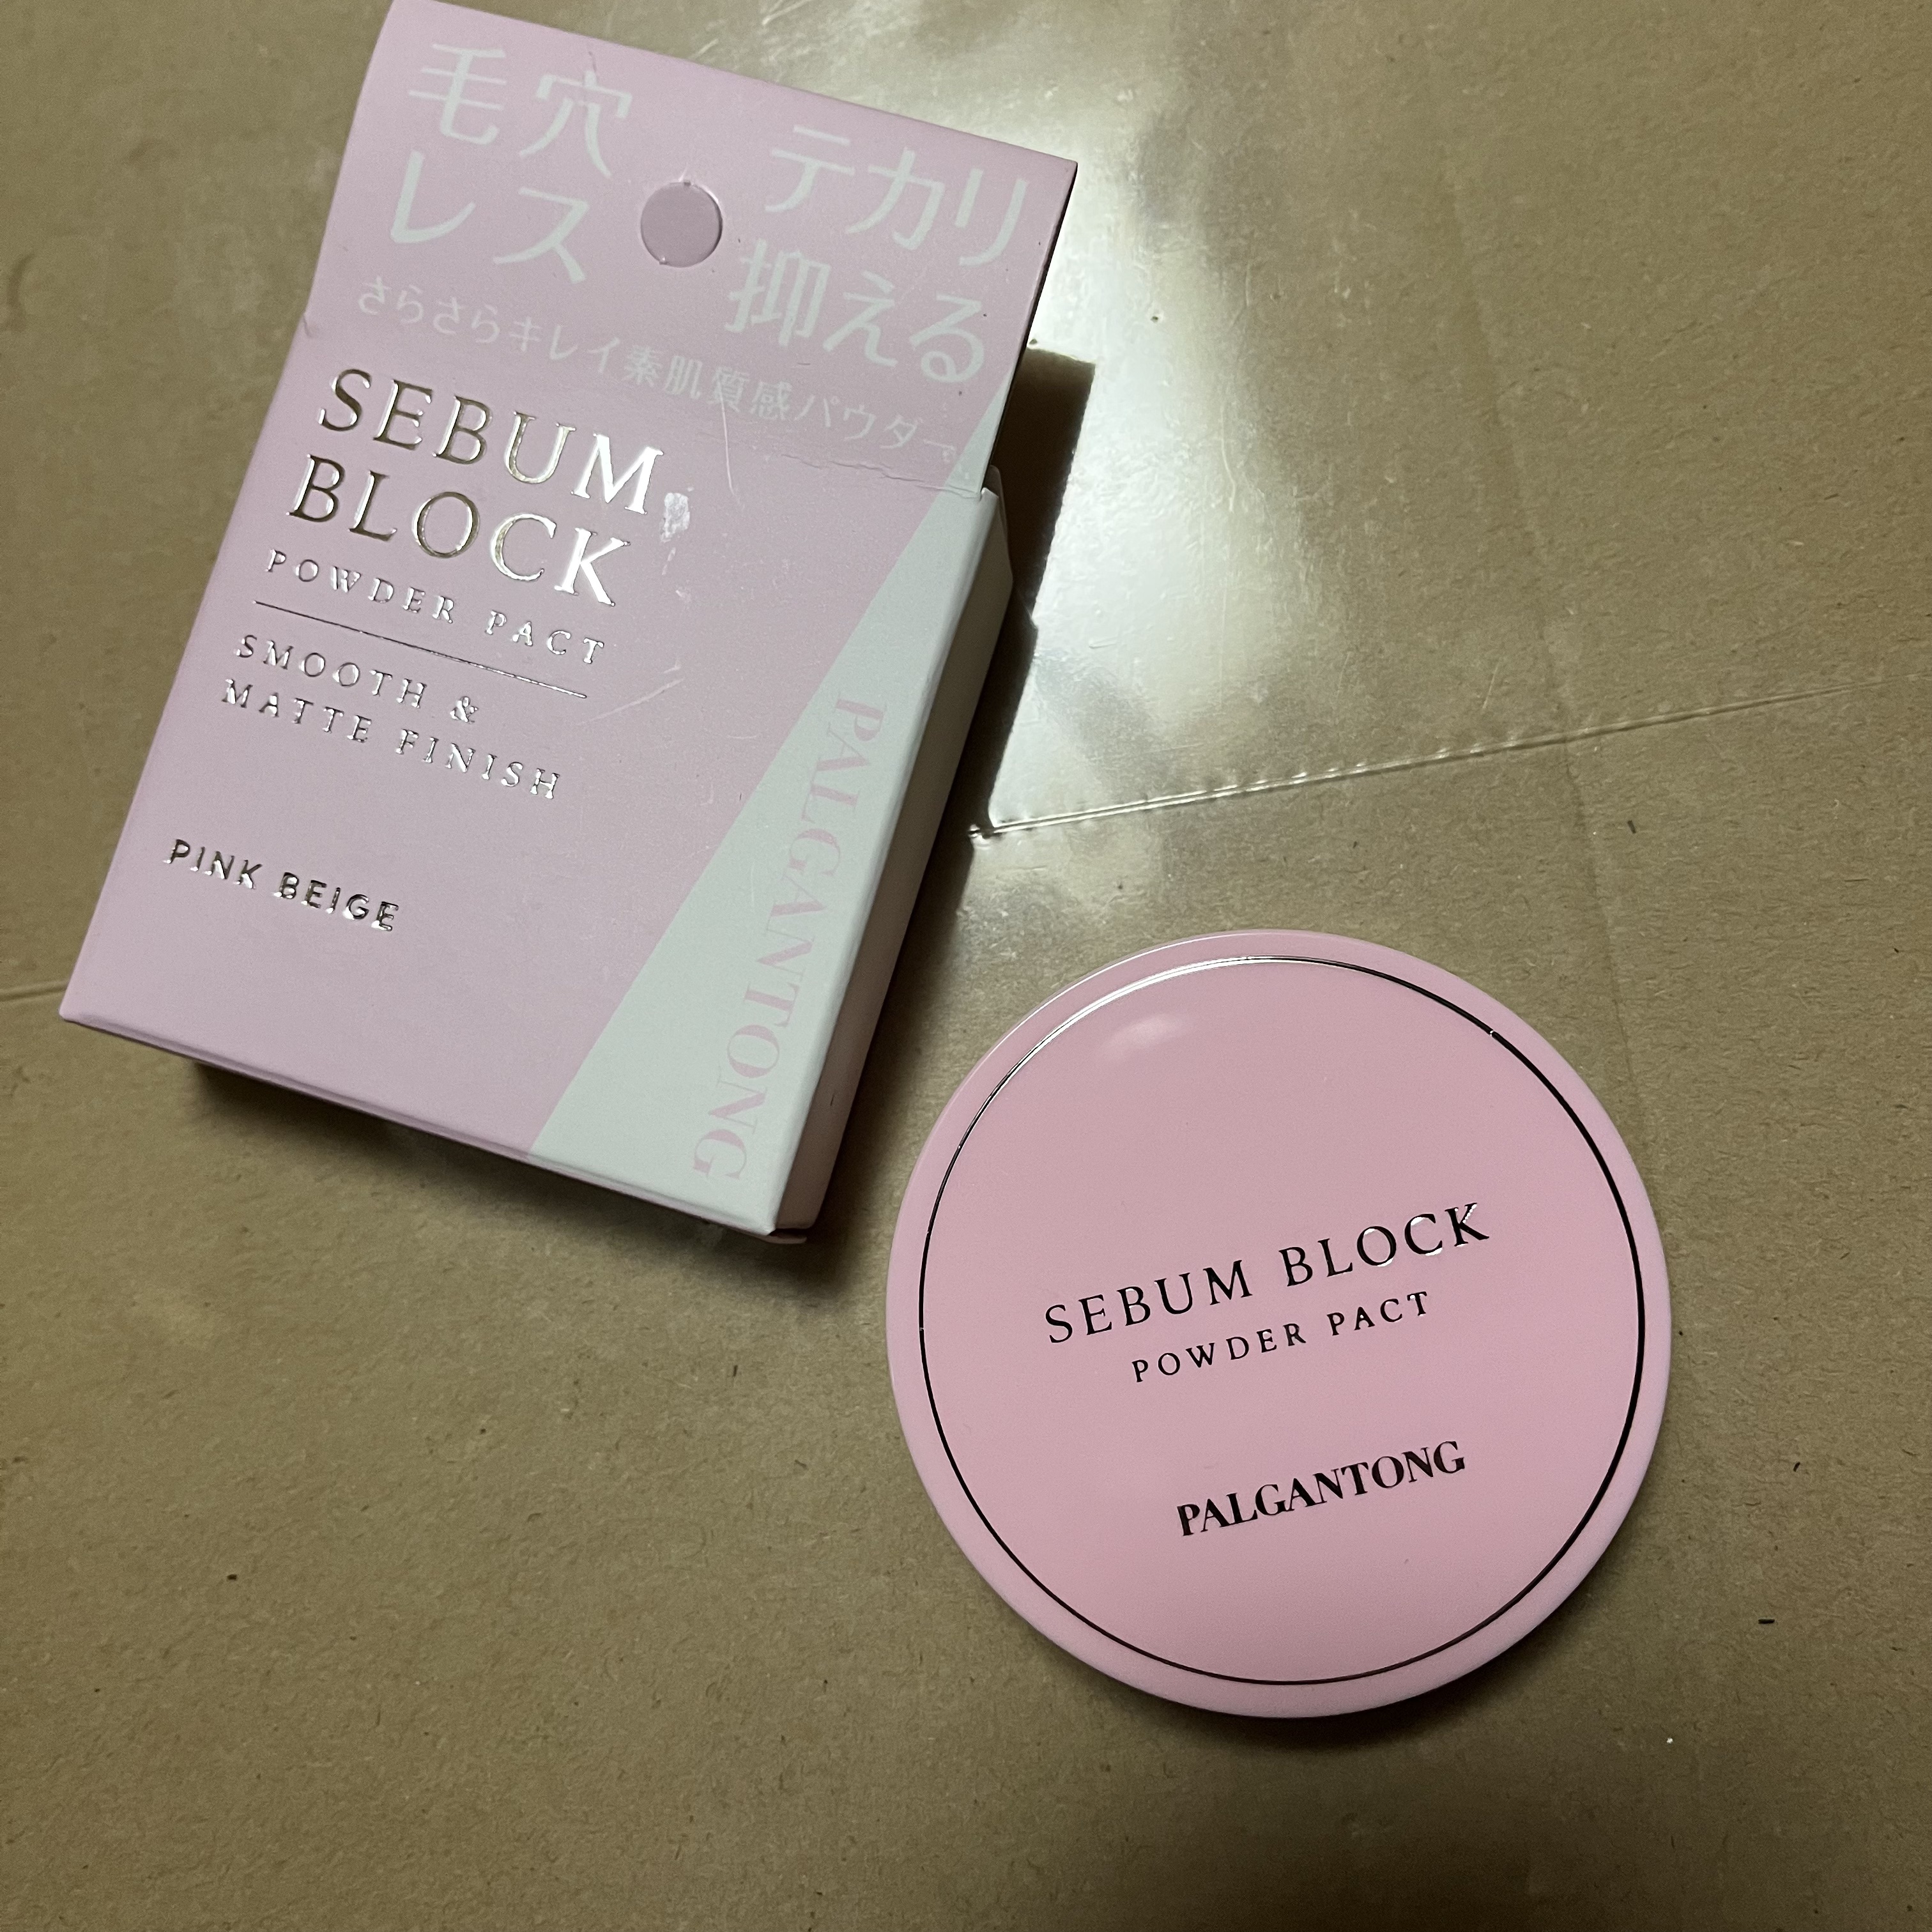 毛穴
レス
テカリ
抑える
さらさらキレイ素肌質感パウダー。
SEBUM
BLOCK
POWDER PACT
SMOOTH &
MATTE FINISH
PINK BEIGE
PALGANTONG
SEBUM BLOCK
POWDER PACT
PALGANTONG